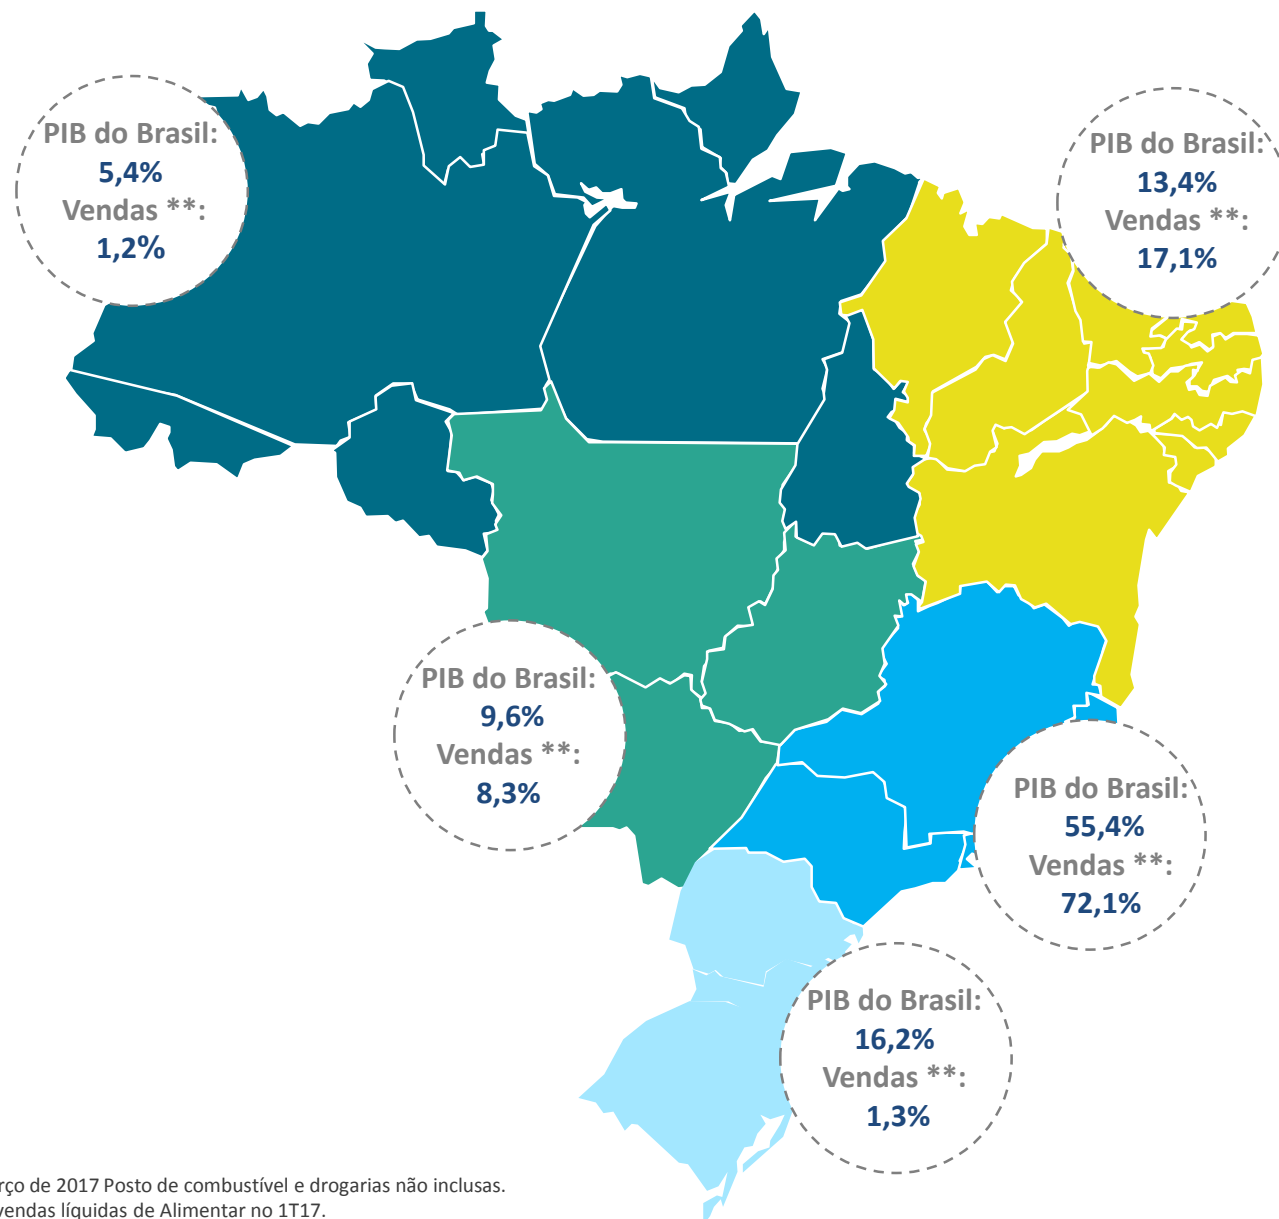 PIB do Brasil:
5,4%
Vendas **:
1,2%
PIB do Brasil:
13,4%
Vendas **:
17,1%
PIB do Brasil:
9,6%
Vendas **:
8,3%
PIB do Brasil:
55,4%
Vendas **:
72,1%
PIB do Brasil:
16,2%
Vendas **:
1,3%
rço de 2017 Posto de combustível e drogarias não inclusas.
vendas líquidas de Alimentar no 1T17.